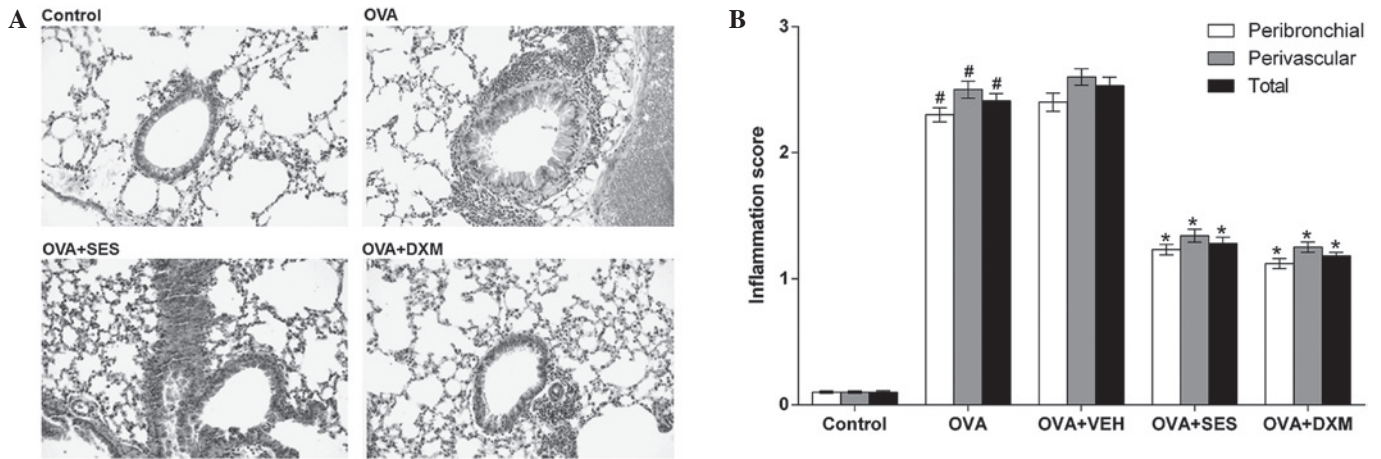 A
Control
OVA
OVA+SES
OVA+DXM
B
Inflammation score
3
2
1
0
Peribronchial
Perivascular
Total
# # #
* * *
* * *
Control OVA OVA+VEH OVA+SES OVA+DXM